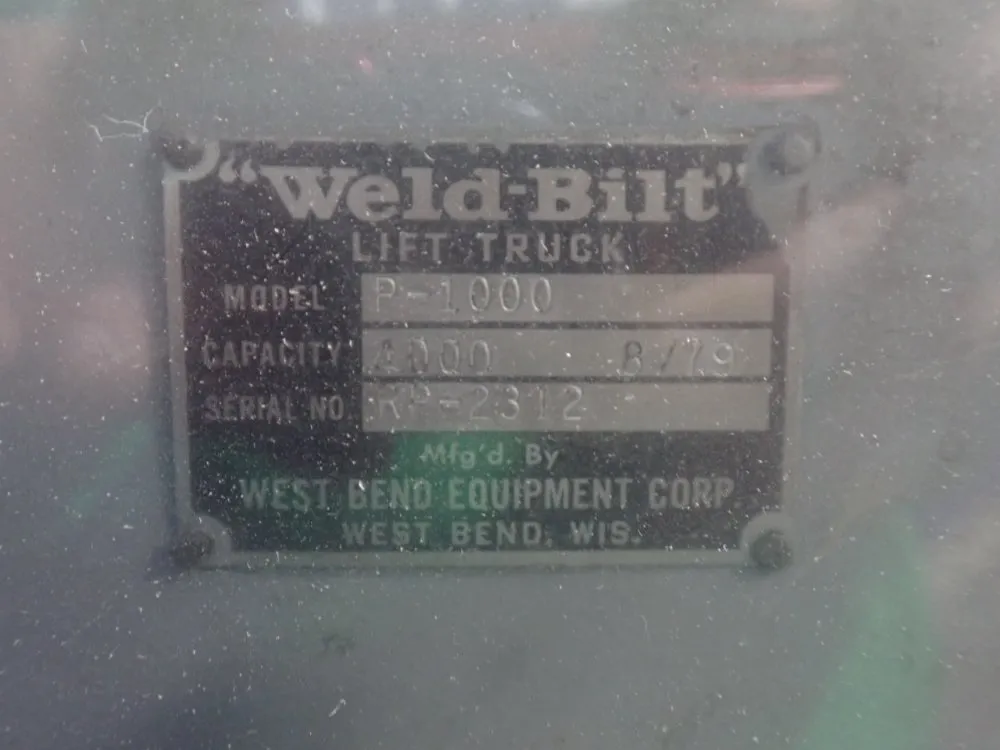 "Weld-Bilt"
LIFT TRUCK
MODEL P-1000
CAPACITY 4000 8/79
SERIAL NO. RP-2312
Mfg'd. By
WEST BEND EQUIPMENT CORP
WEST BEND, WIS.